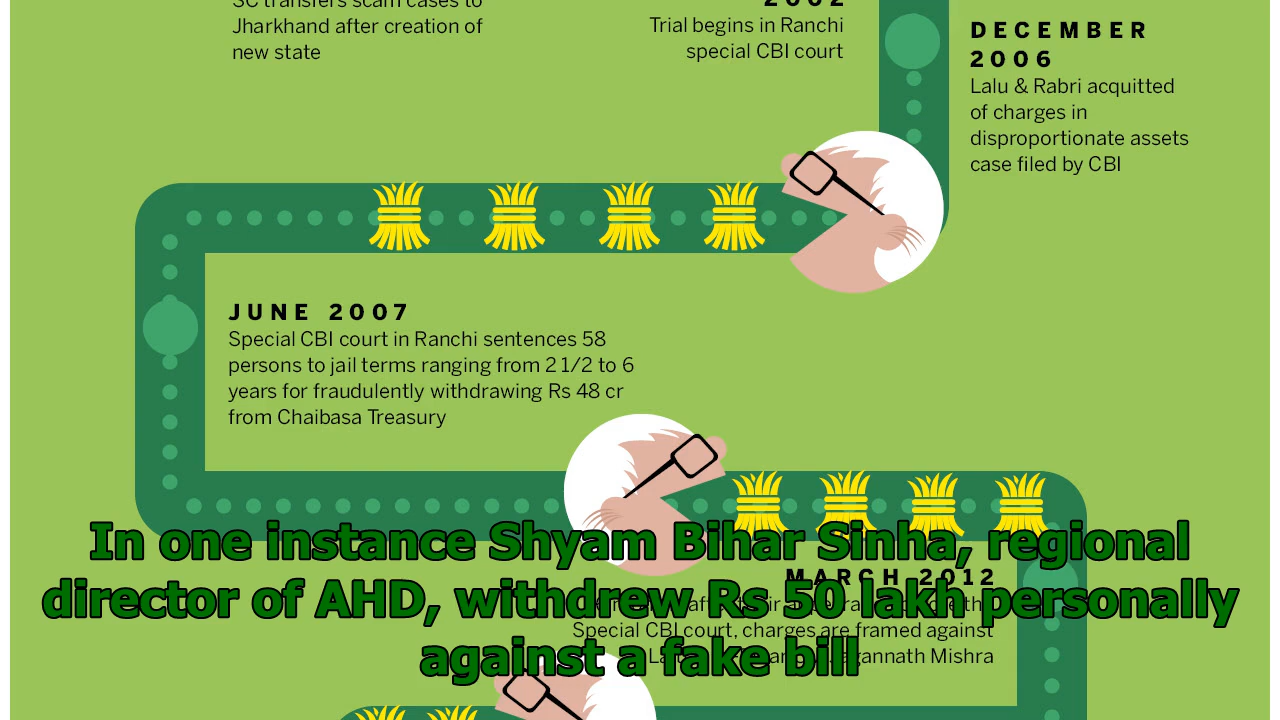 SC transfers scam cases to
Jharkhand after creation of
new state
2002
Trial begins in Ranchi
special CBI court
DECEMBER
2006
Lalu & Rabri acquitted
of charges in
disproportionate assets
case filed by CBI
JUNE 2007
Special CBI court in Ranchi sentences 58
persons to jail terms ranging from 2 1/2 to 6
years for fraudulently withdrawing Rs 48 cr
from Chaibasa Treasury
MARCH 2012
Special CBI court, charges are framed against
Jagannath Mishra
In one instance Shyam Bihar Sinha, regional
director of AHD, withdrew Rs 50 lakh personally
against a fake bill